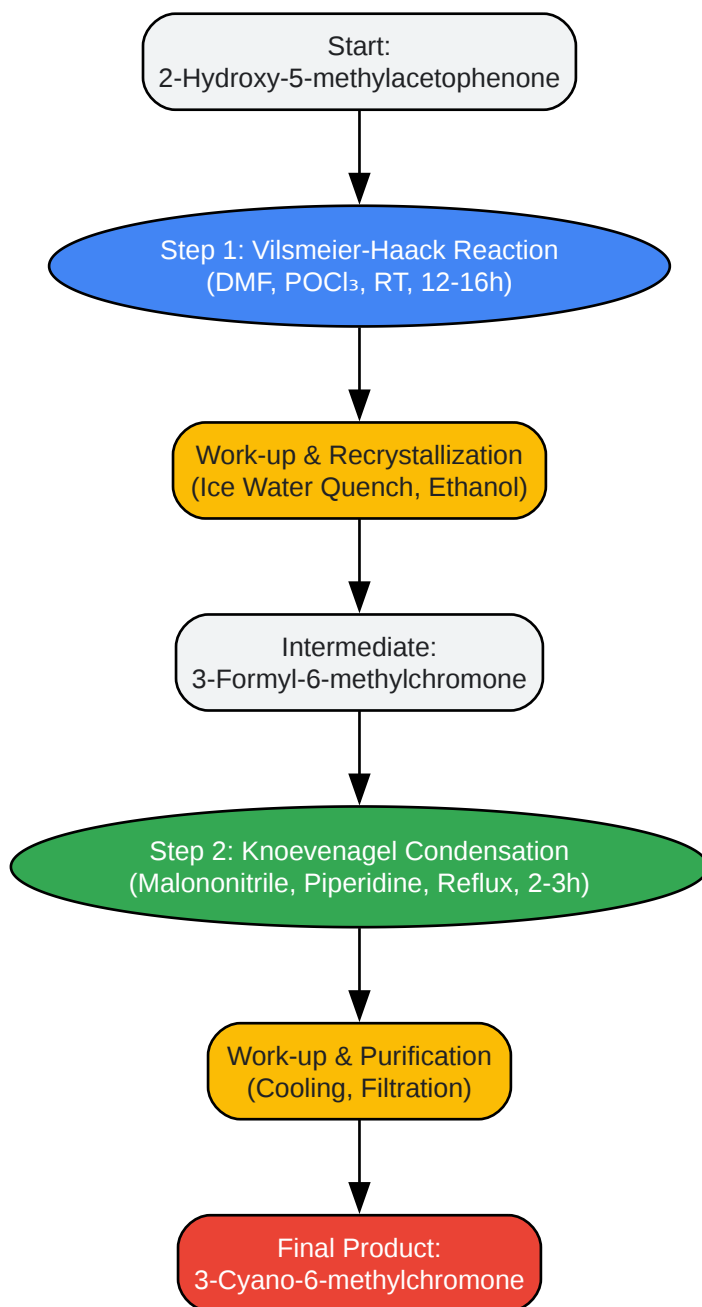 Start:
2-Hydroxy-5-methylacetophenone
Step 1: Vilsmeier-Haack Reaction
(DMF, POCl₃, RT, 12-16h)
Work-up & Recrystallization
(Ice Water Quench, Ethanol)
Intermediate:
3-Formyl-6-methylchromone
Step 2: Knoevenagel Condensation
(Malononitrile, Piperidine, Reflux, 2-3h)
Work-up & Purification
(Cooling, Filtration)
Final Product:
3-Cyano-6-methylchromone